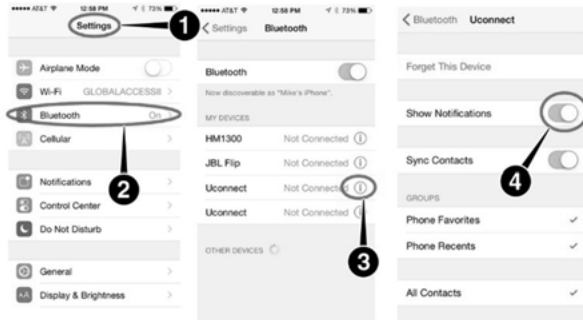 AT&T 12:58 PM 73%
Settings
1
Airplane Mode
Wi-Fi GLOBALACCESSII >
Bluetooth On >
Cellular >
2
Notifications >
Control Center >
Do Not Disturb >
General >
Display & Brightness >
AT&T 12:58 PM 73%
< Settings Bluetooth
Bluetooth
Now discoverable as "Mike's iPhone".
MY DEVICES
HM1300 Not Connected
JBL Flip Not Connected
Uconnect Not Connected
Uconnect Not Connected
OTHER DEVICES
3
< Bluetooth Uconnect
Forget This Device
Show Notifications
Sync Contacts
4
GROUPS
Phone Favorites ✓
Phone Recents ✓
All Contacts ✓